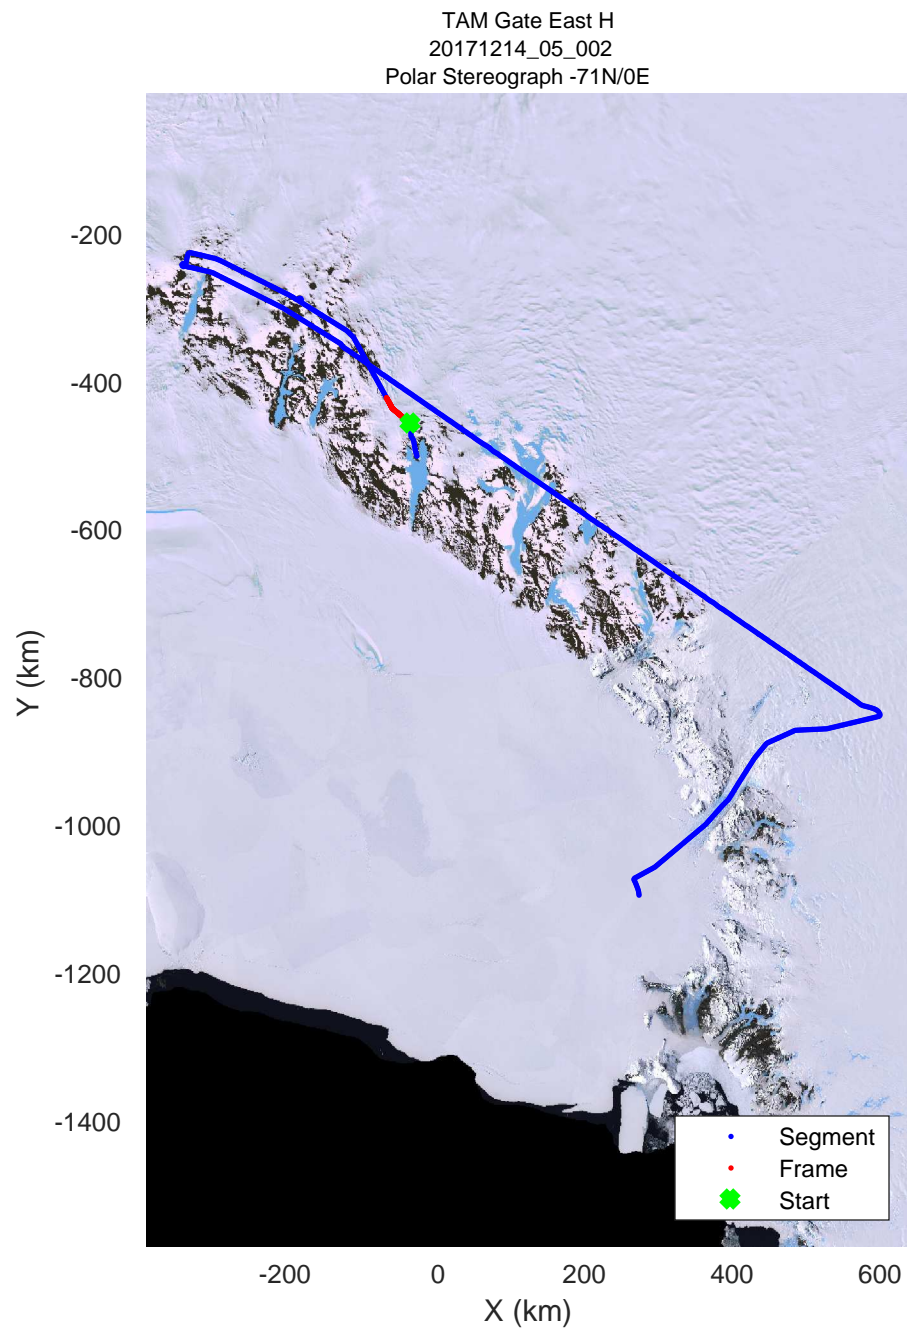 TAM Gate East H
20171214_05_002
Polar Stereograph -71N/0E
-200
-400
-600
-800
-1000
-1200
-1400
Y (km)
Segment
Frame
Start
-200 0 200 400 600
X (km)